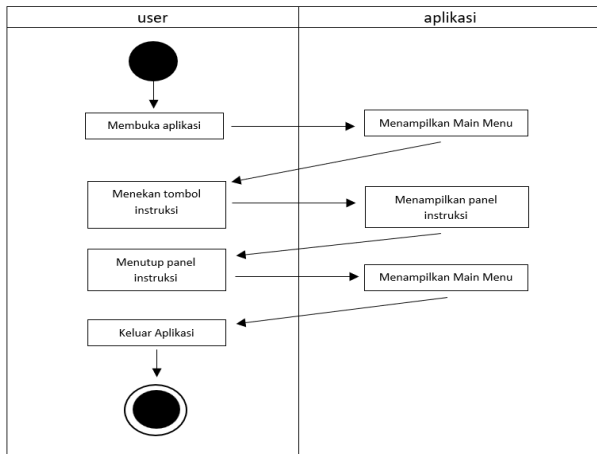 user
aplikasi
Membuka aplikasi
Menampilkan Main Menu
Menekan tombol
instruksi
Menampilkan panel
instruksi
Menutup panel
instruksi
Menampilkan Main Menu
Keluar Aplikasi